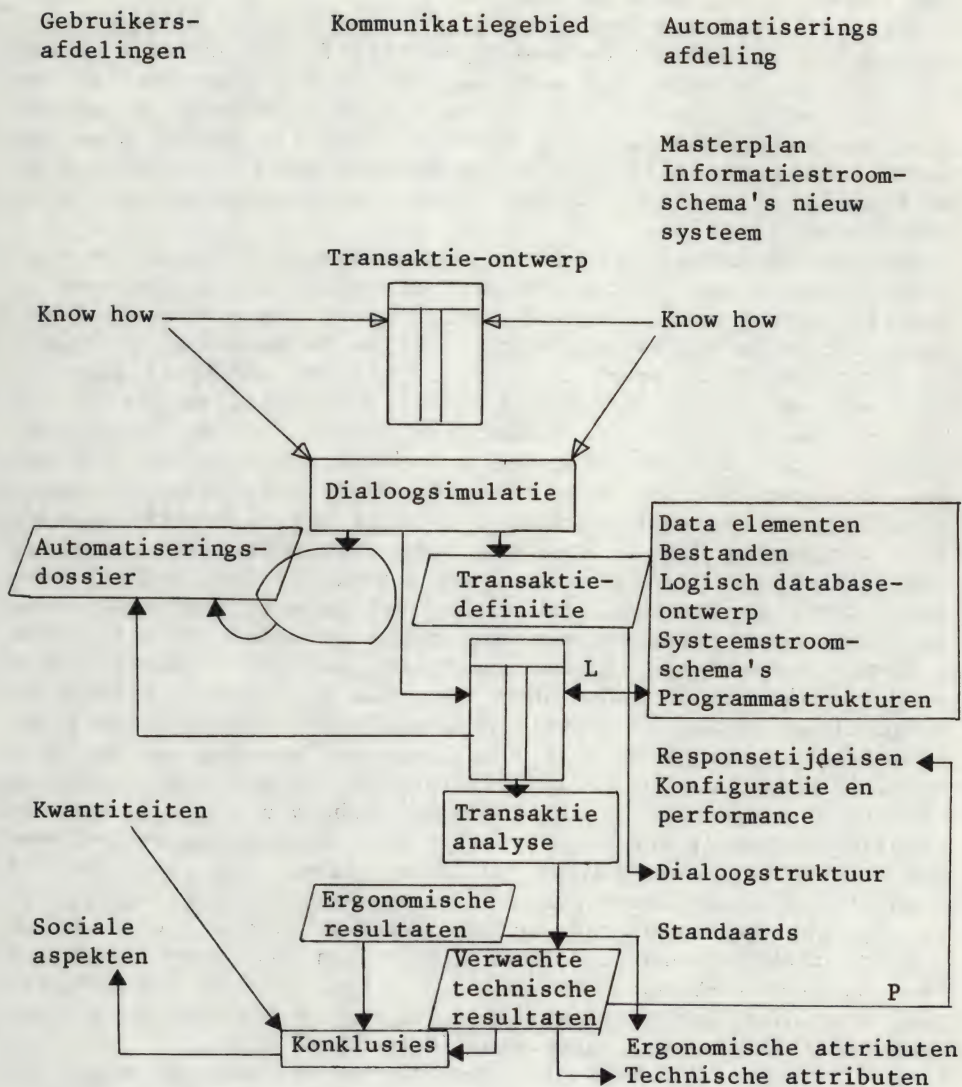 Gebruikers-
afdelingen
Kommunikatiegebied
Automatiserings
afdeling
Masterplan
Informatiestroom-
schema's nieuw
systeem
Transaktie-ontwerp
Know how
Know how
Dialoogsimulatie
Automatiserings-
dossier
Transaktie-
definitie
Data elementen
Bestanden
Logisch database-
ontwerp
Systeemstroom-
schema's
Programmastrukturen
L
Responsetijdeisen
Konfiguratie en
performance
Kwantiteiten
Transaktie
analyse
Dialoogstruktuur
Ergonomische
resultaten
Sociale
aspekten
Standaards
Verwachte
technische
resultaten
P
Konklusies
Ergonomische attributen
Technische attributen